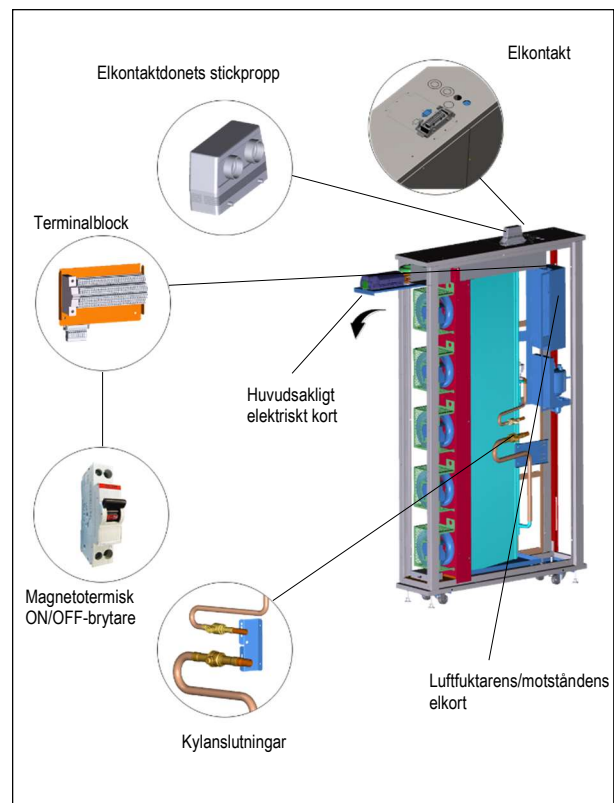 Elkontaktdonets stickpropp
Elkontakt
Terminalblock
Huvudsakligt
elektriskt kort
Magnetotermisk
ON/OFF-brytare
Luftfuktarens/motståndens
elkort
Kylanslutningar